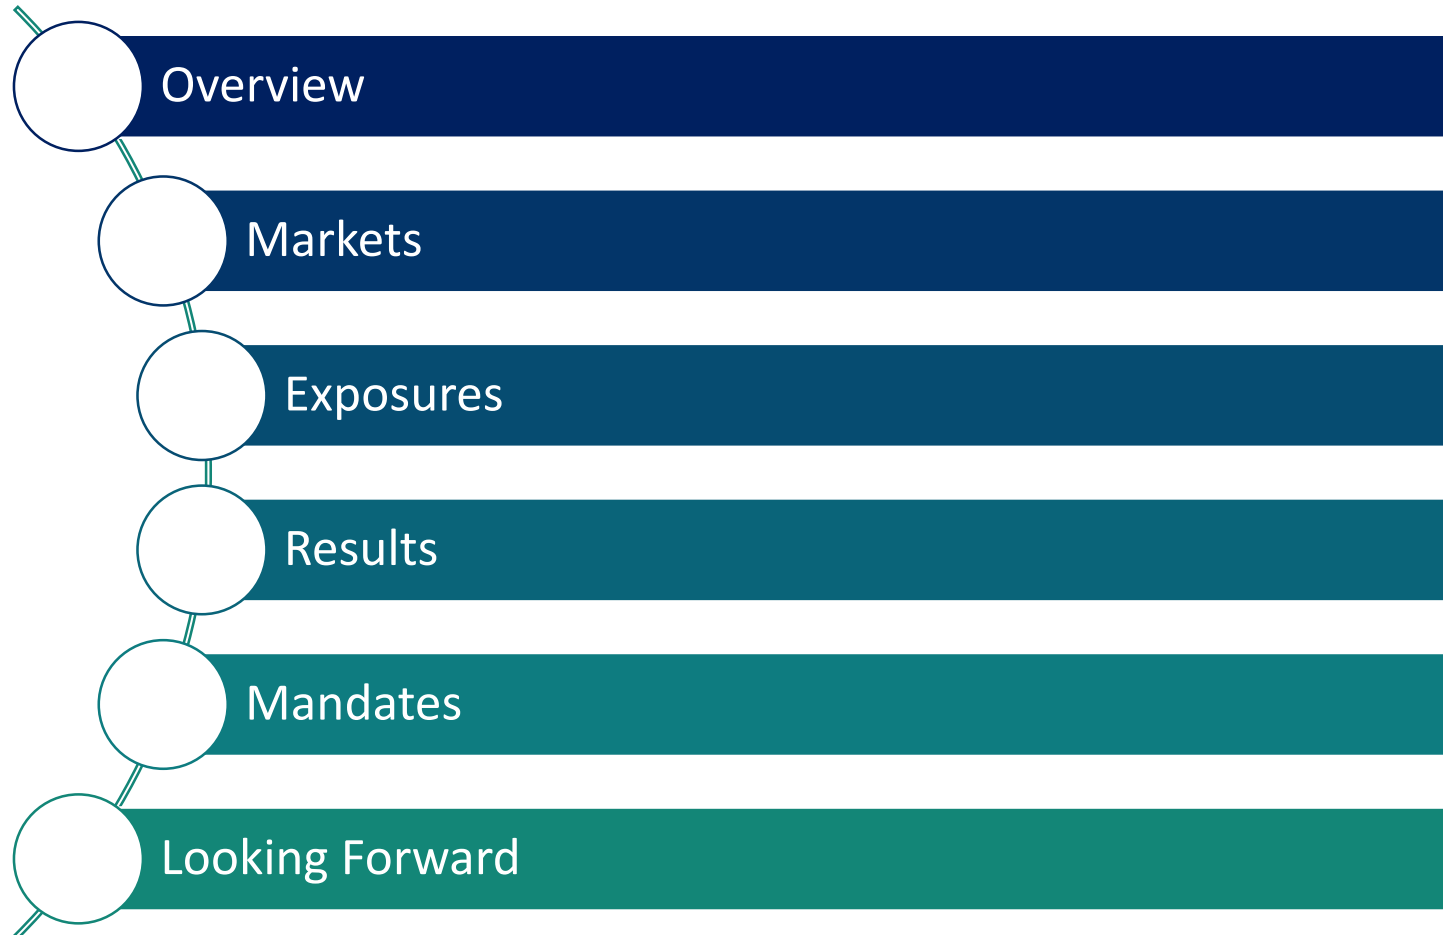 Overview
Markets
Exposures
Results
Mandates
Looking Forward